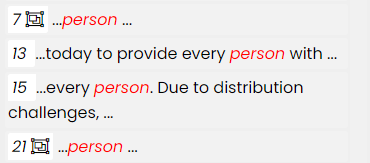 7 ...person ...
13 ...today to provide every person with ...
15 ...every person. Due to distribution
challenges, ...
21 ...person ...